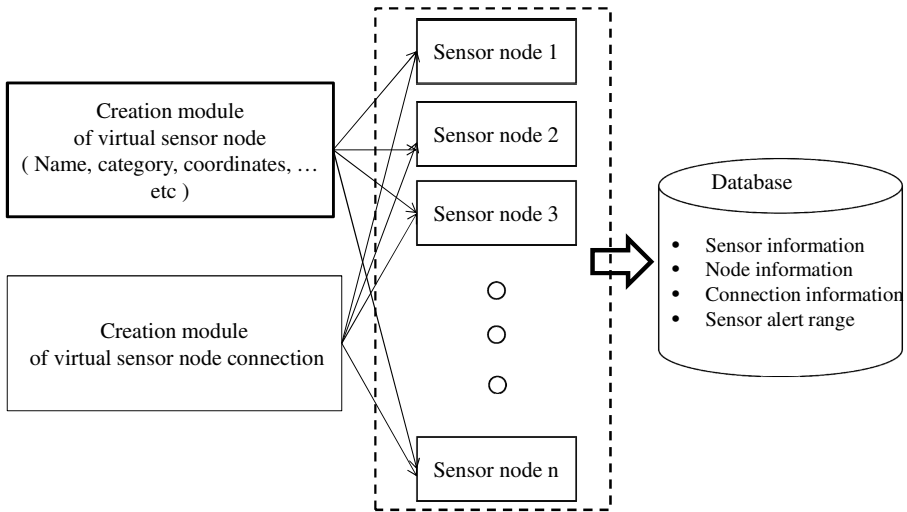 Creation module
of virtual sensor node
( Name, category, coordinates, …
etc )
Creation module
of virtual sensor node connection
Sensor node 1
Sensor node 2
Sensor node 3
Sensor node n
Database
• Sensor information
• Node information
• Connection information
• Sensor alert range